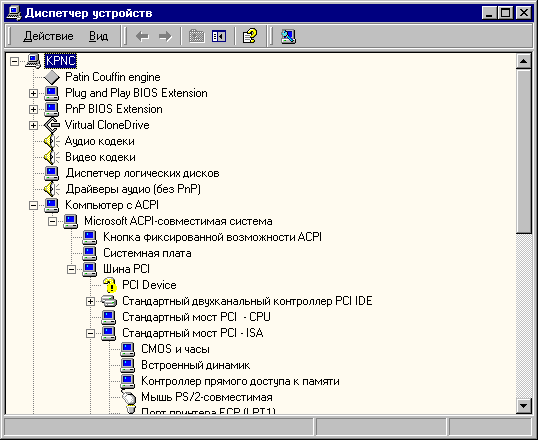 Диспетчер устройств
Действие Вид
KPNC
Patin Couffin engine
Plug and Play BIOS Extension
PnP BIOS Extension
Virtual CloneDrive
Аудио кодеки
Видео кодеки
Диспетчер логических дисков
Драйверы аудио (без PnP)
Компьютер с ACPI
Microsoft ACPI-совместимая система
Кнопка фиксированной возможности ACPI
Системная плата
Шина PCI
PCI Device
Стандартный двухканальный контроллер PCI IDE
Стандартный мост PCI - CPU
Стандартный мост PCI - ISA
CMOS и часы
Встроенный динамик
Контроллер прямого доступа к памяти
Мышь PS/2-совместимая
Порт принтера ECP (LPT1)